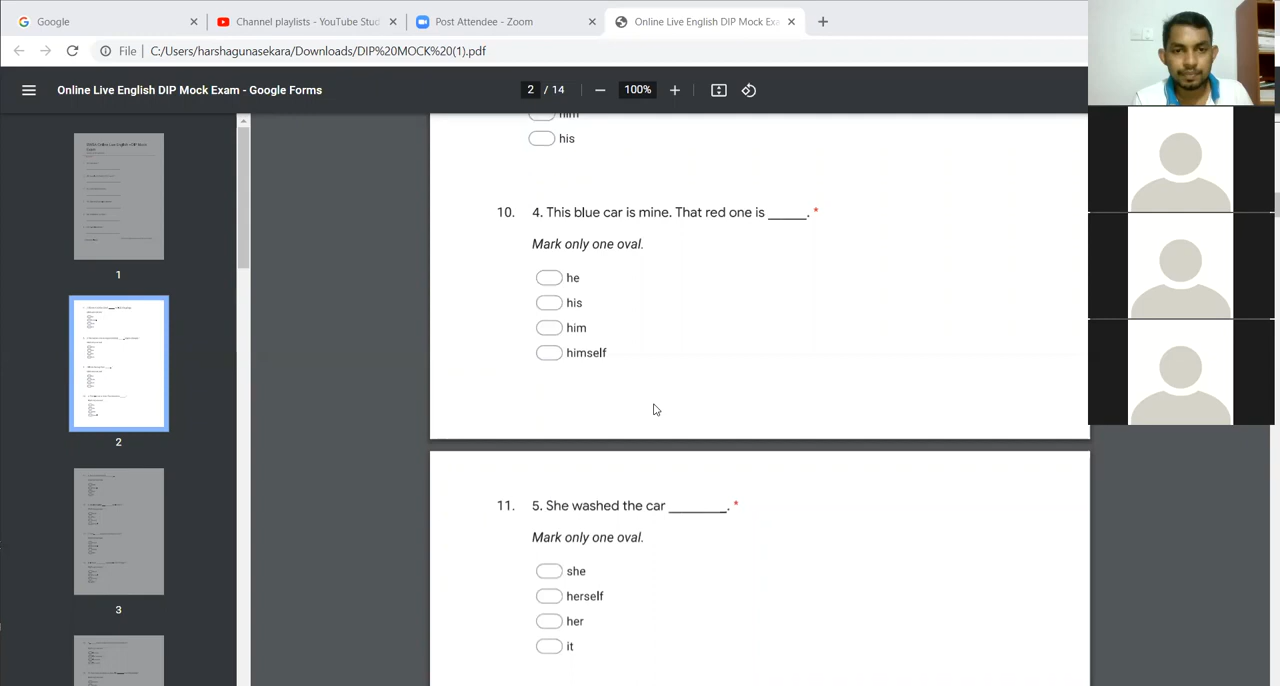 Google
Channel playlists - YouTube Stud
Post Attendee - Zoom
Online Live English DIP Mock Exa
File
C:/Users/harshagunasekara/Downloads/DIP%20MOCK%20(1).pdf
Online Live English DIP Mock Exam - Google Forms
2 / 14
100%
him
his
10. 4. This blue car is mine. That red one is _____. *
Mark only one oval.
he
his
him
himself
11. 5. She washed the car ________. *
Mark only one oval.
she
herself
her
it
1
2
3